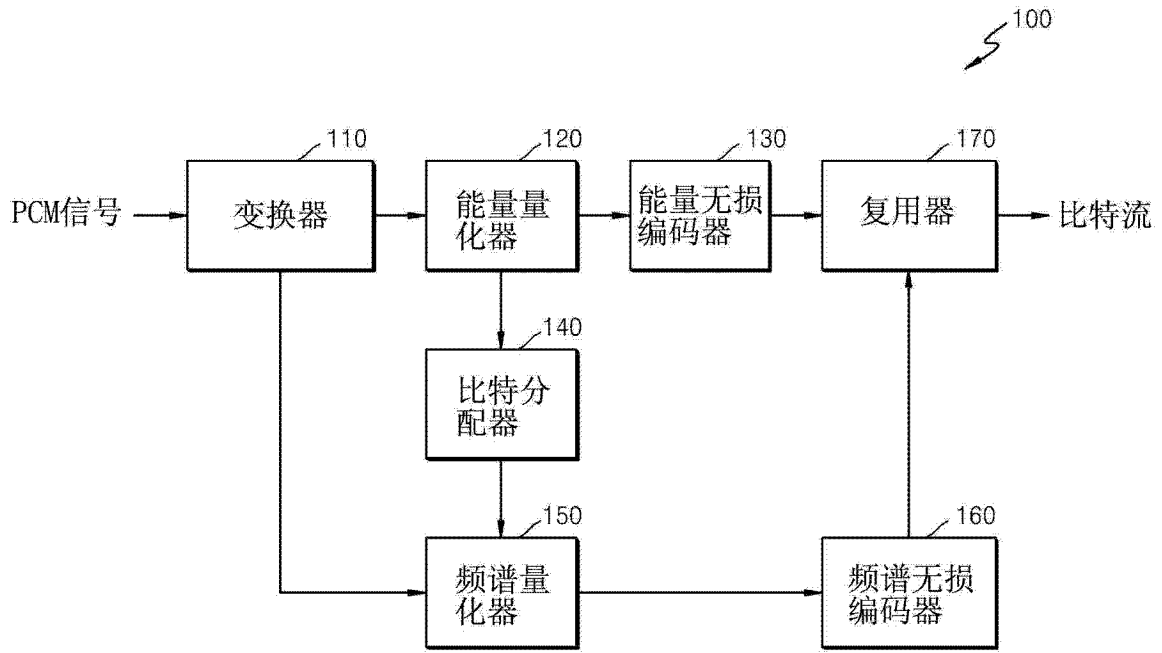 100
110
120
130
170
PCM信号
变换器
能量量
化器
能量无损
编码器
复用器
比特流
140
比特分
配器
150
160
频谱量
化器
频谱无损
编码器